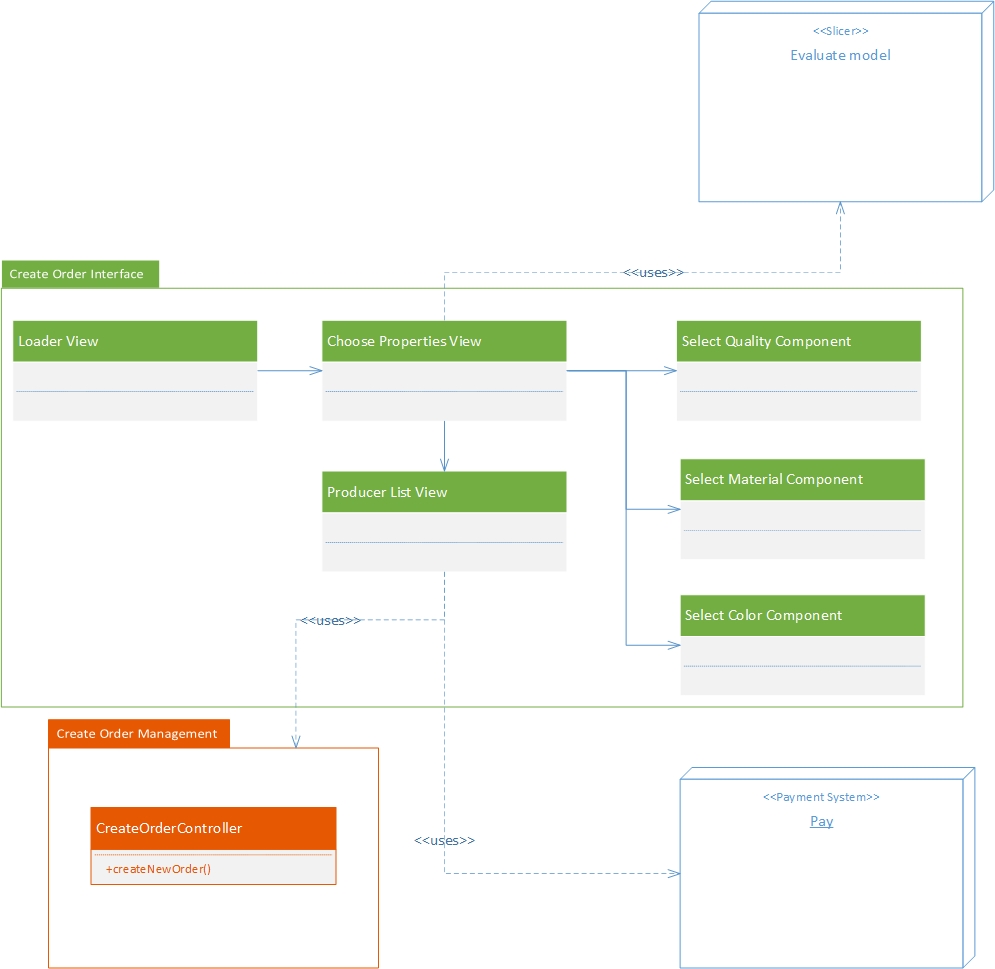 <<Slicer>>
Evaluate model
<<uses>>
Create Order Interface
Loader View
Choose Properties View
Select Quality Component
Producer List View
Select Material Component
Select Color Component
<<uses>>
Create Order Management
CreateOrderController
+createNewOrder()
<<uses>>
<<Payment System>>
Pay